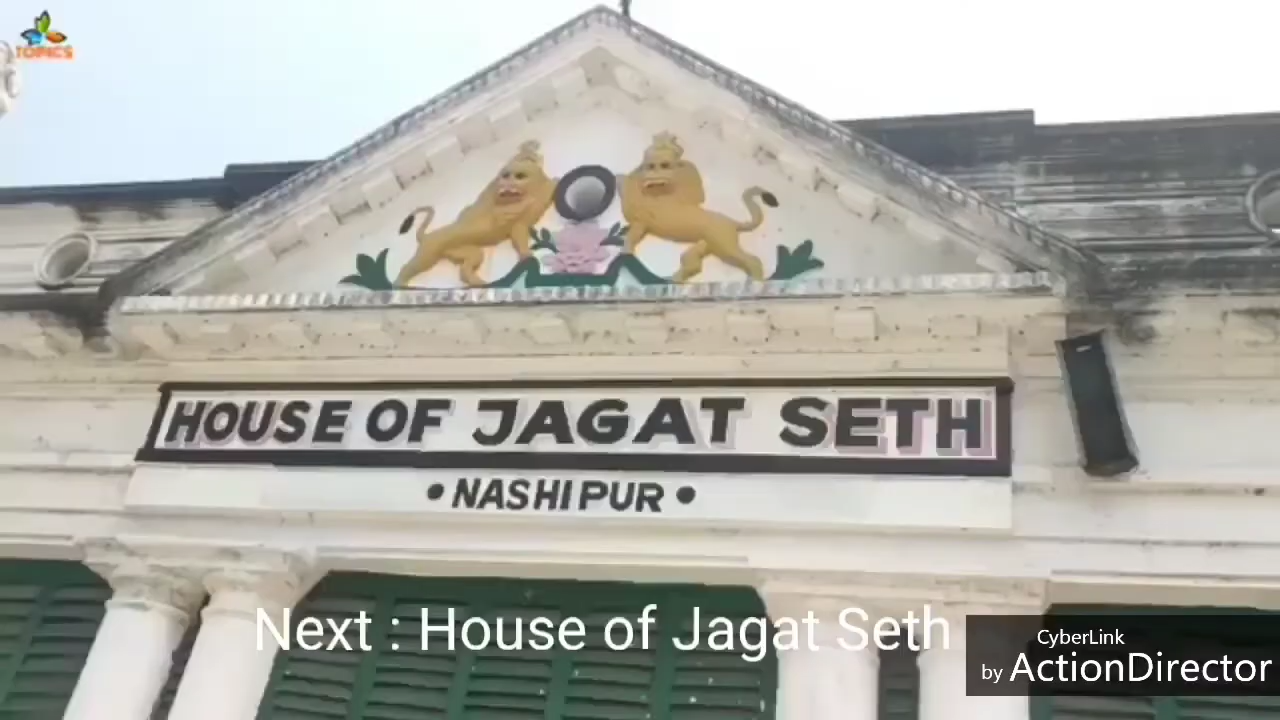 TOPICS
HOUSE OF JAGAT SETH
• NASHIPUR •
Next : House of Jagat Seth
CyberLink
by ActionDirector